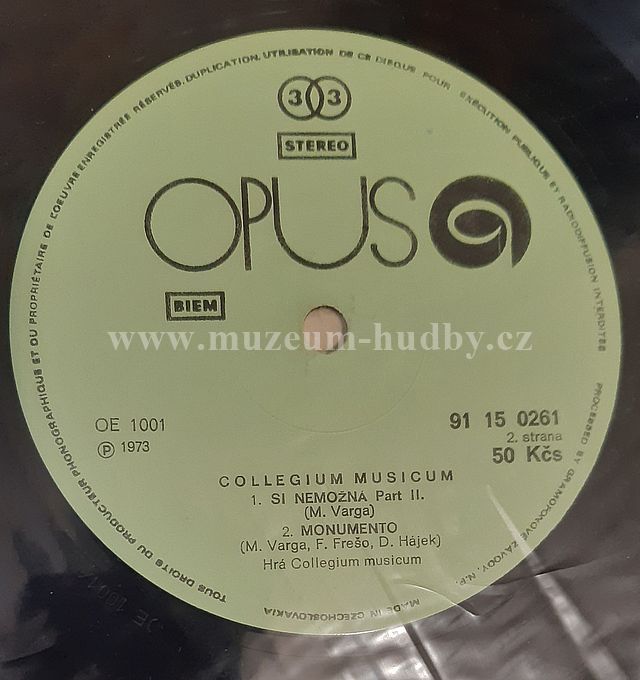 TOUS DROITS DU PRODUCTEUR PHONOGRAPHIQUE ET DU PROPRIÉTAIRE DE L'OEUVRE ENREGISTRÉE RÉSERVÉS. DUPLICATION, UTILISATION DE CE DISQUE POUR EXÉCUTION PUBLIQUE ET RADIODIFFUSION INTERDITES
PROCESSED BY GRAMOFONOVÉ ZÁVODY, N.P.
33
STEREO
OPUS
BIEM
www.muzeum-hudby.cz
OE 1001
Ⓟ 1973
91 15 0261
2. strana
50 Kčs
COLLEGIUM MUSICUM
1. SI NEMOŽNÁ Part II.
(M. Varga)
2. MONUMENTO
(M. Varga, F. Frešo, D. Hájek)
Hrá Collegium musicum
MADE IN CZECHOSLOVAKIA